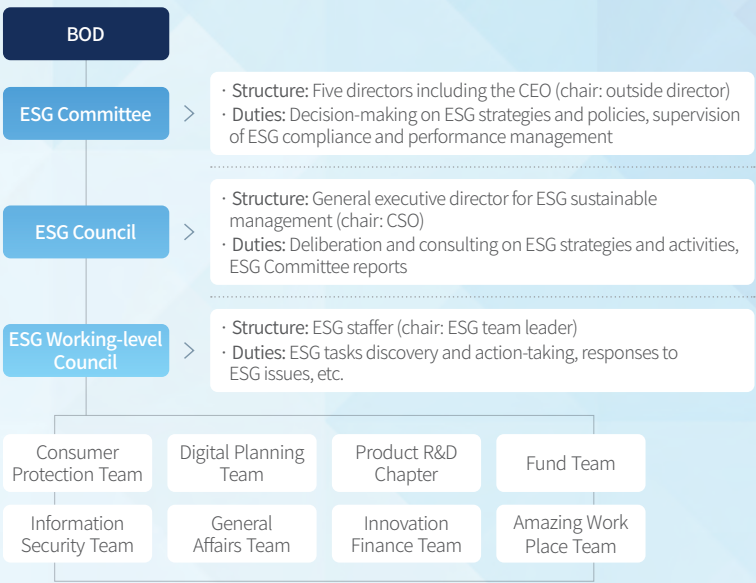 BOD
ESG Committee
· Structure: Five directors including the CEO (chair: outside director)
· Duties: Decision-making on ESG strategies and policies, supervision
of ESG compliance and performance management
ESG Council
· Structure: General executive director for ESG sustainable
management (chair: CSO)
· Duties: Deliberation and consulting on ESG strategies and activities,
ESG Committee reports
ESG Working-level
Council
· Structure: ESG staffer (chair: ESG team leader)
· Duties: ESG tasks discovery and action-taking, responses to
ESG issues, etc.
Consumer
Protection Team
Digital Planning
Team
Product R&D
Chapter
Fund Team
Information
Security Team
General
Affairs Team
Innovation
Finance Team
Amazing Work
Place Team